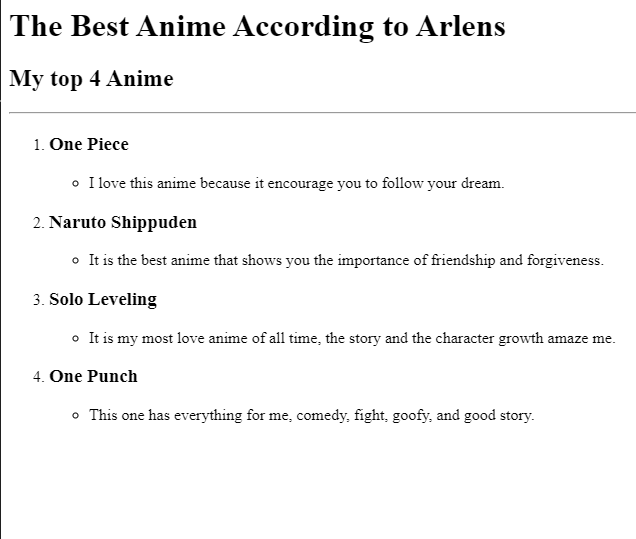 The Best Anime According to Arlens
My top 4 Anime
1. One Piece
I love this anime because it encourage you to follow your dream.
2. Naruto Shippuden
It is the best anime that shows you the importance of friendship and forgiveness.
3. Solo Leveling
It is my most love anime of all time, the story and the character growth amaze me.
4. One Punch
This one has everything for me, comedy, fight, goofy, and good story.